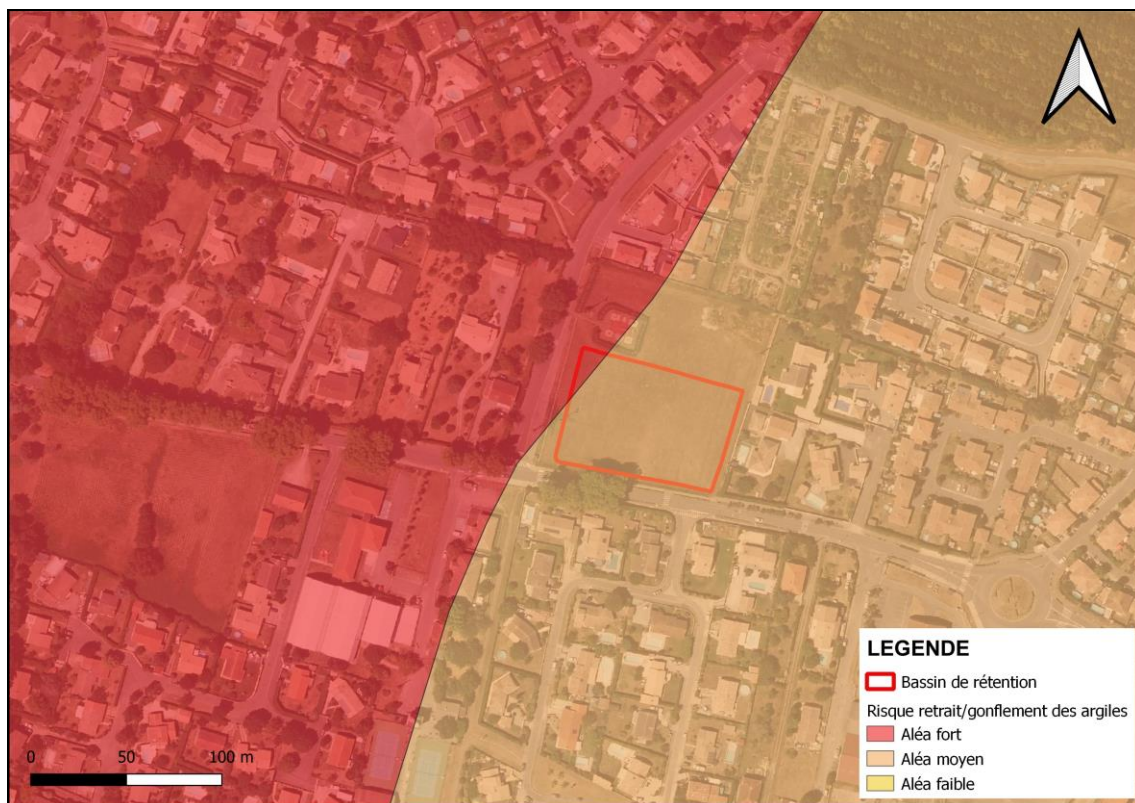 LEGENDE
Bassin de rétention
Risque retrait/gonflement des argiles
Aléa fort
Aléa moyen
Aléa faible
0 50 100 m